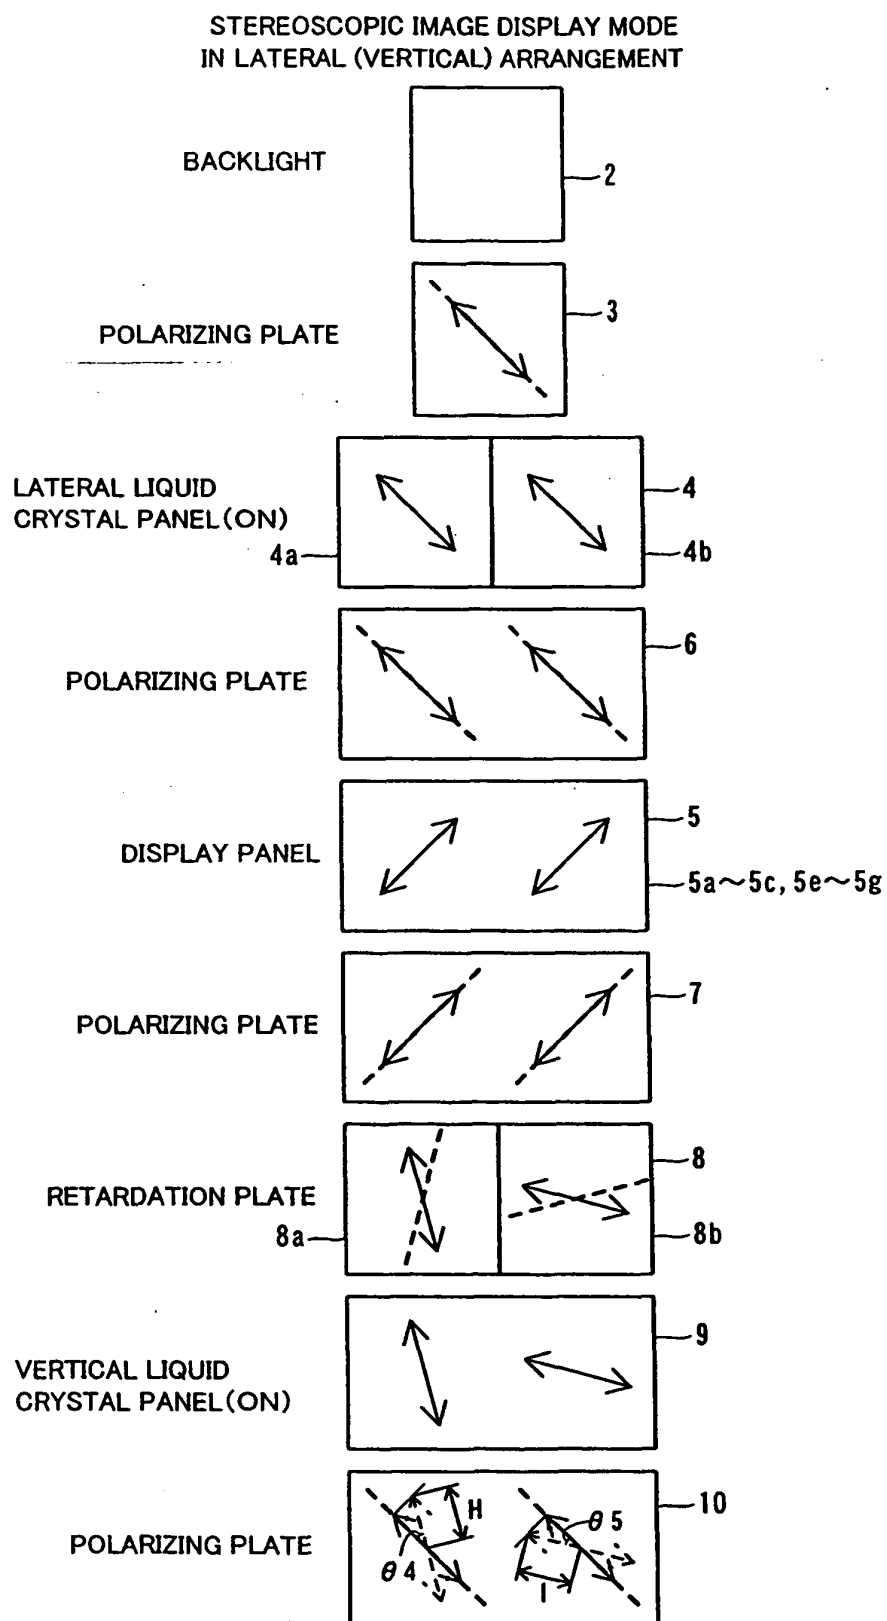 STEREOSCOPIC IMAGE DISPLAY MODE
IN LATERAL (VERTICAL) ARRANGEMENT
BACKLIGHT
2
POLARIZING PLATE
3
LATERAL LIQUID
CRYSTAL PANEL(ON)
4
4a
4b
POLARIZING PLATE
6
DISPLAY PANEL
5
5a~5c, 5e~5g
POLARIZING PLATE
7
RETARDATION PLATE
8
8a
8b
VERTICAL LIQUID
CRYSTAL PANEL(ON)
9
POLARIZING PLATE
10
H
θ4
θ5
I